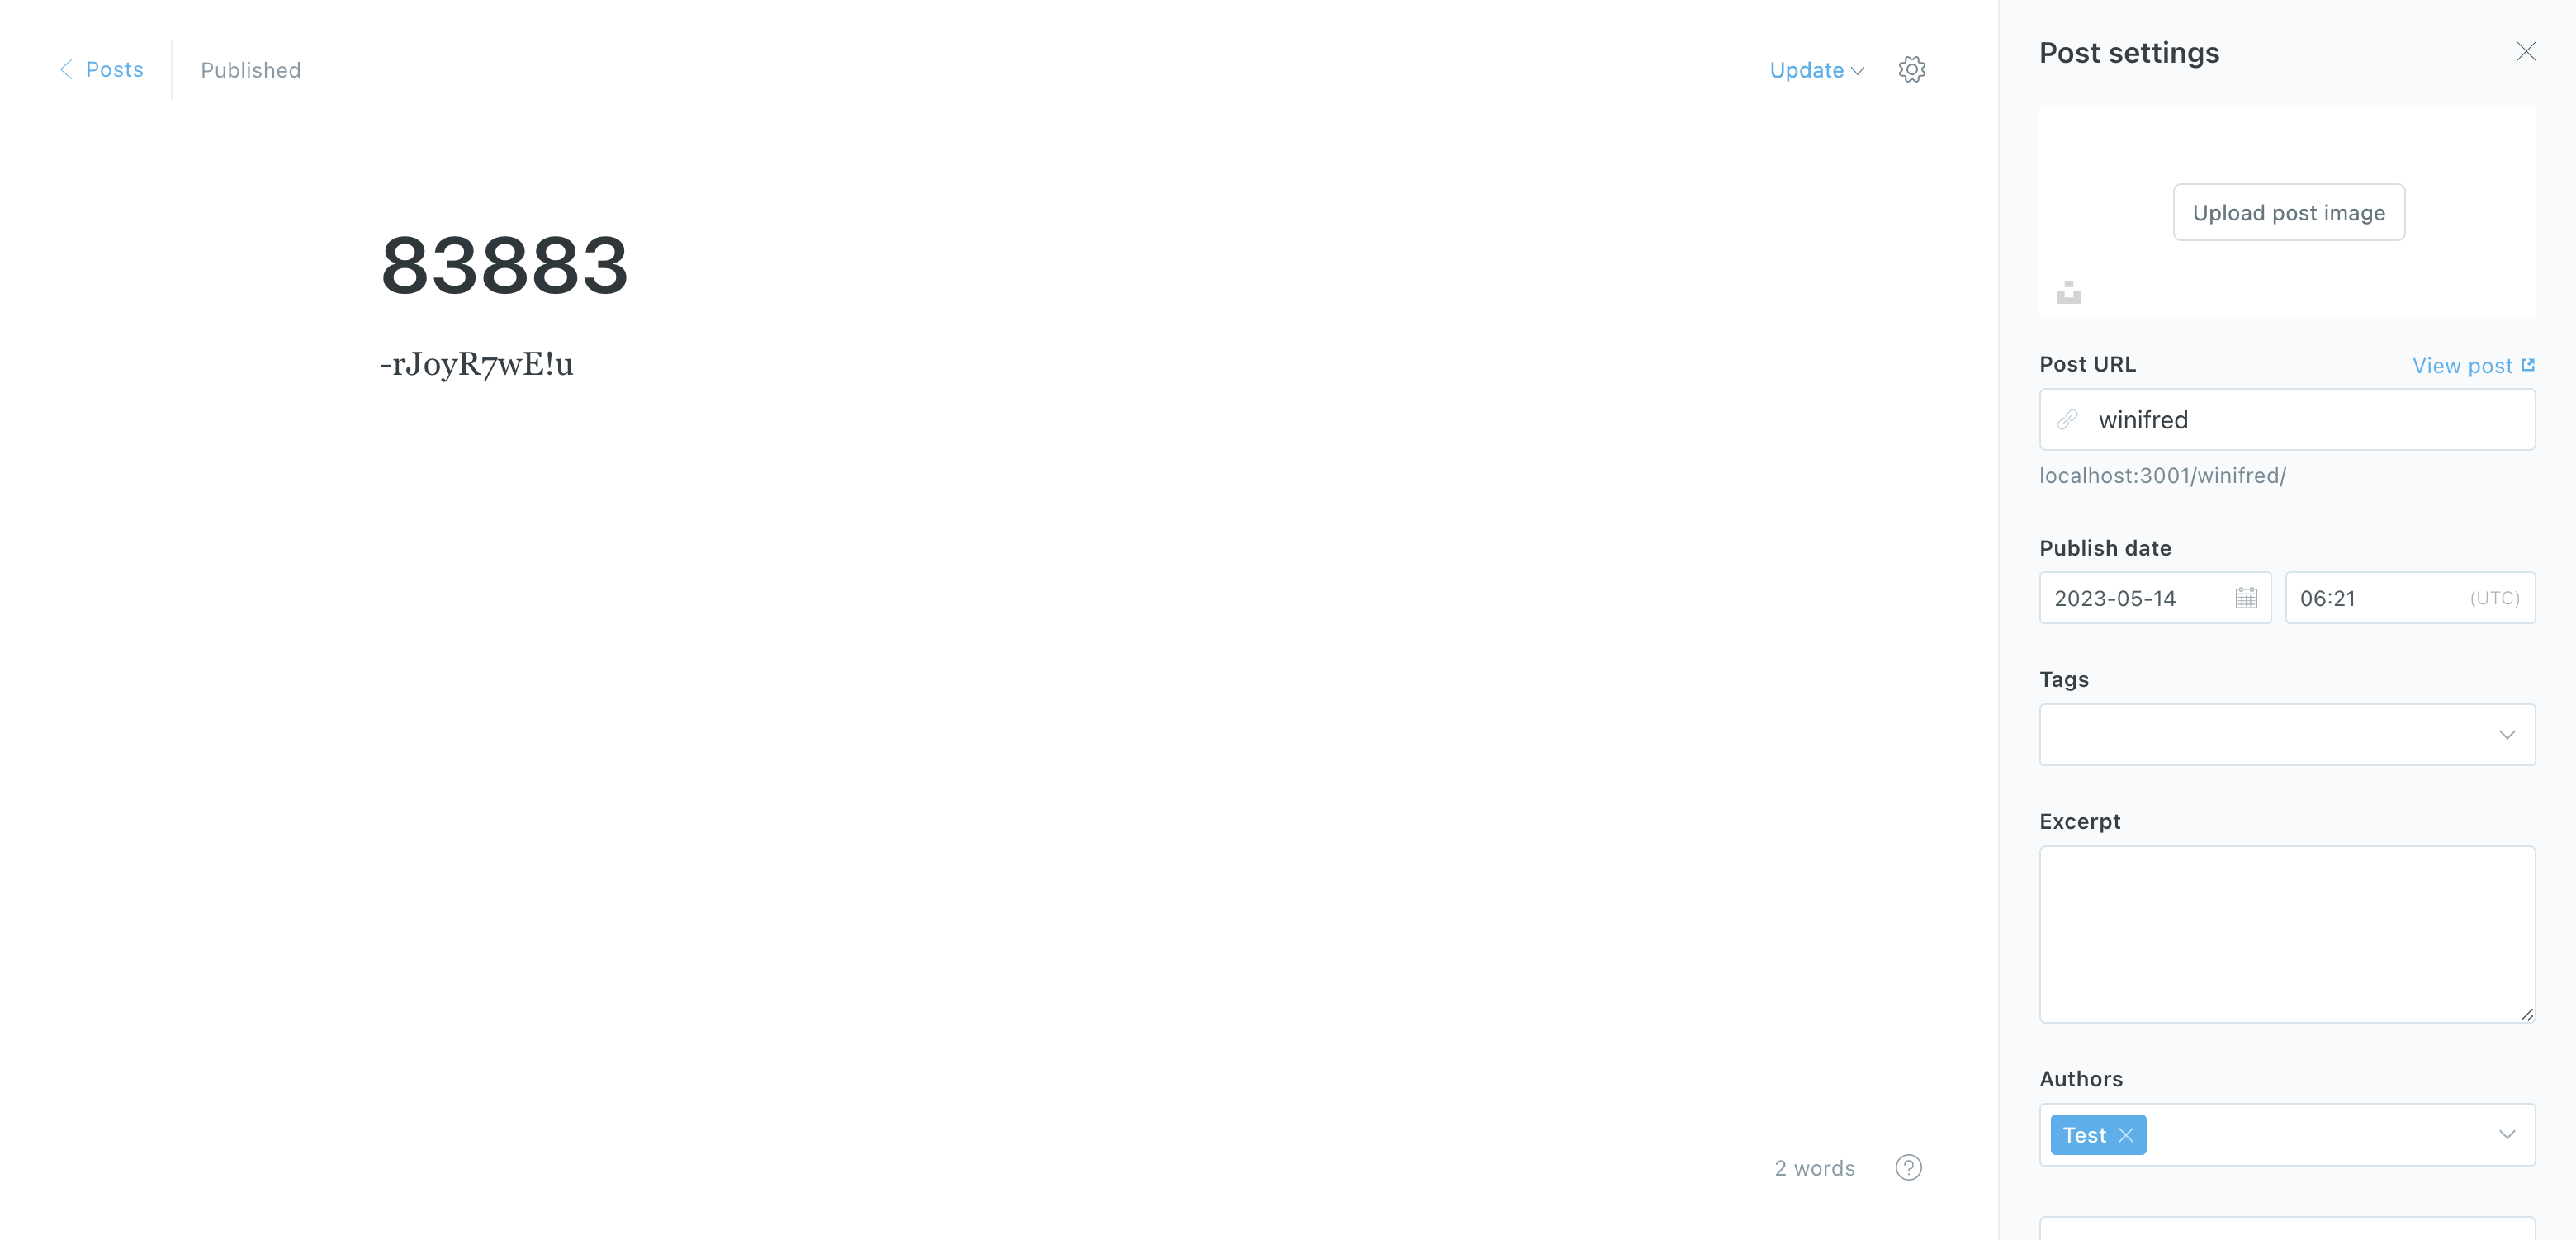 Posts
Published
Update
83883
-rJoyR7wE!u
2 words
?
Post settings
Upload post image
Post URL
View post
winifred
localhost:3001/winifred/
Publish date
2023-05-14
06:21
(UTC)
Tags
Excerpt
Authors
Test